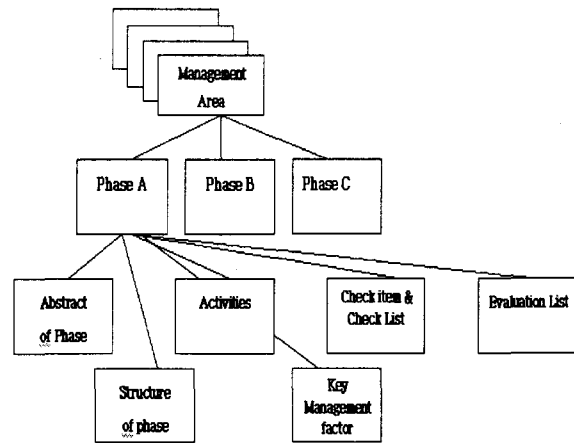 Management
Area
Phase A
Phase B
Phase C
Abstract
of Phase
Activities
Check item &
Check List
Evaluation List
Structure
of phase
Key
Management
factor